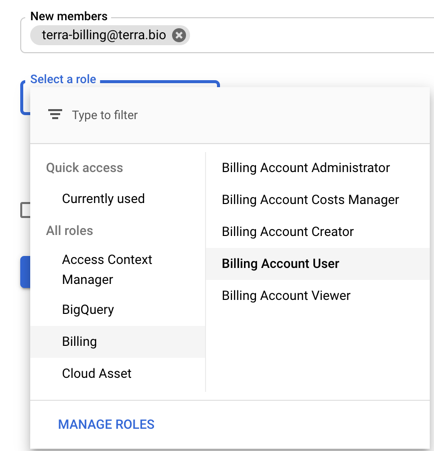 New members
terra-billing@terra.bio
Select a role
Type to filter
Quick access
Currently used
All roles
Access Context
Manager
BigQuery
Billing
Cloud Asset
Billing Account Administrator
Billing Account Costs Manager
Billing Account Creator
Billing Account User
Billing Account Viewer
MANAGE ROLES